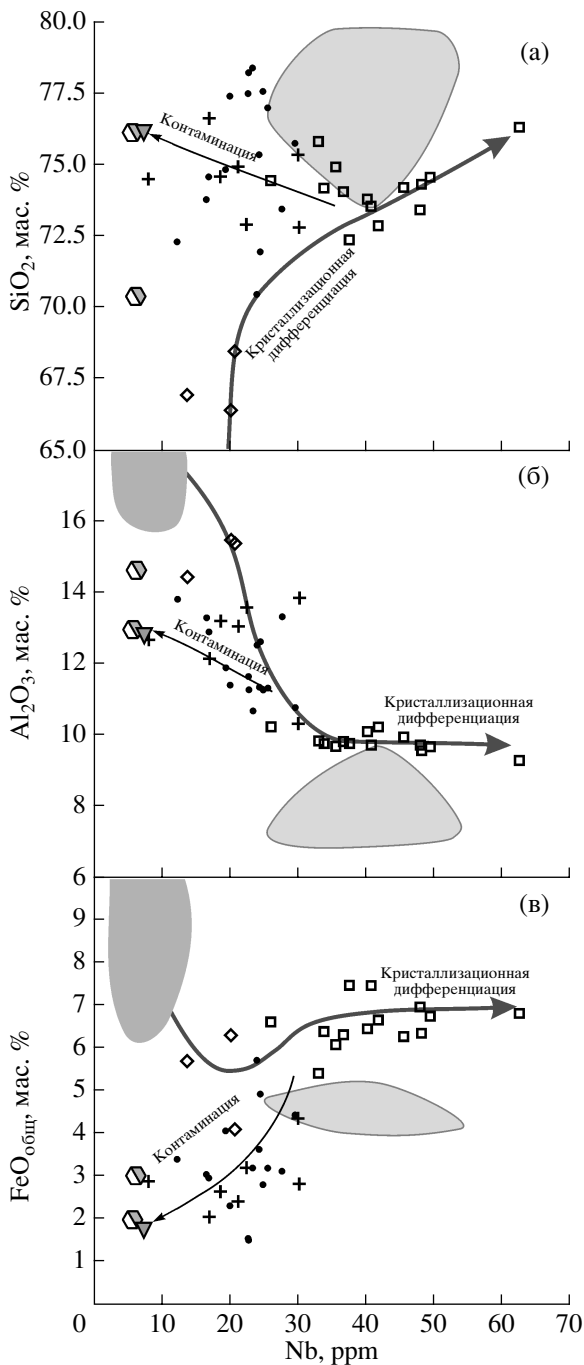 80.0
(а)
77.5
Контаминация
75.0
SiO₂, мас. %
72.5
70.0
Кристаллизационная
дифференциация
67.5
65.0
(б)
16
14
Контаминация
Al₂O₃, мас. %
12
Кристаллизационная
дифференциация
10
8
6
(в)
9
8
Кристаллизационная
дифференциация
7
6
FeOобщ, мас. %
5
Контаминация
4
3
2
1
0 10 20 30 40 50 60 70
Nb, ppm